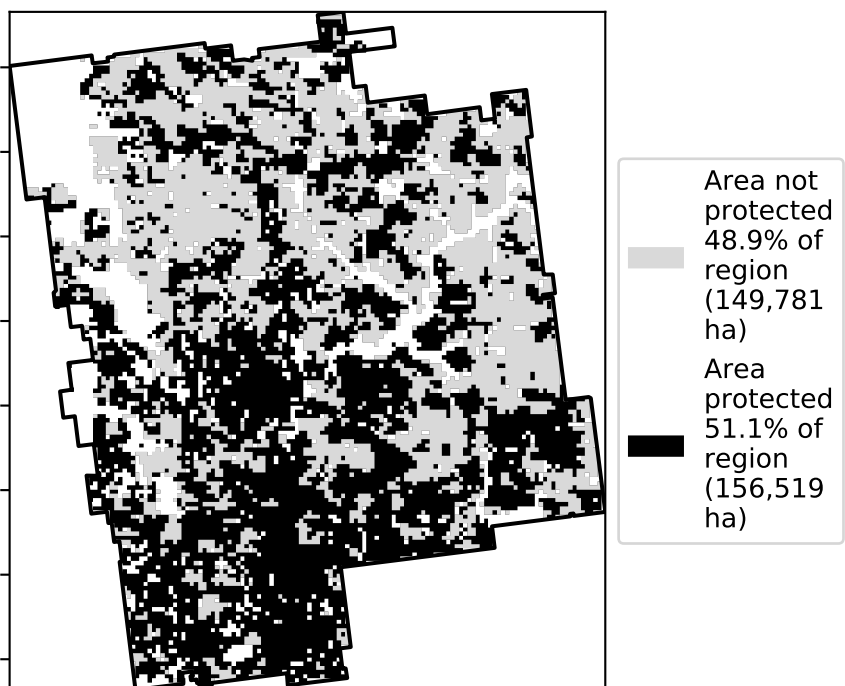 Area not
protected
48.9% of
region
(149,781
ha)
Area
protected
51.1% of
region
(156,519
ha)